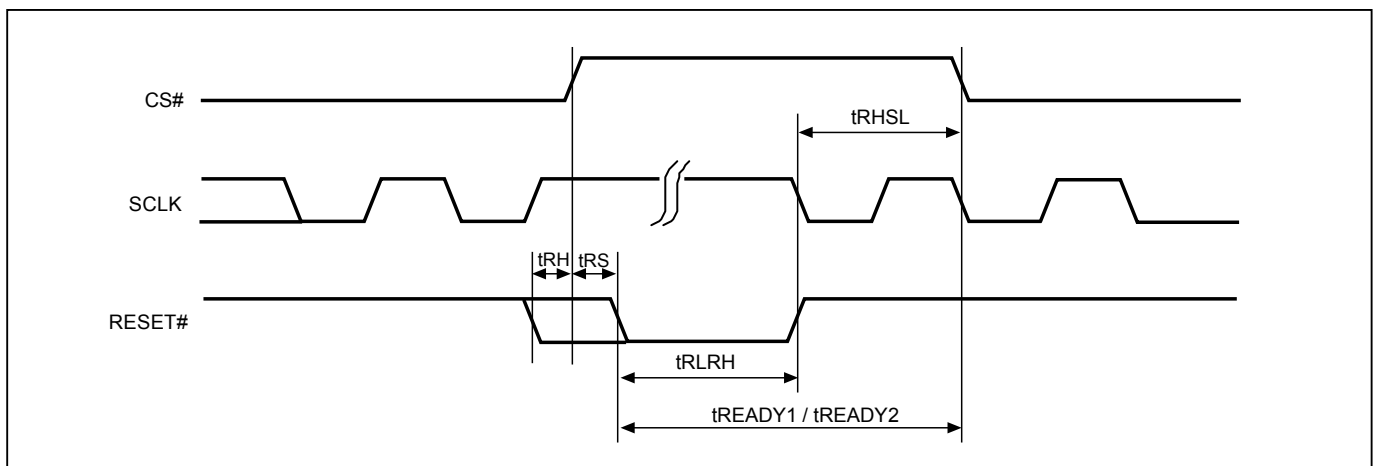 CS#
tRHSL
SCLK
tRH tRS
RESET#
tRLRH
tREADY1 / tREADY2